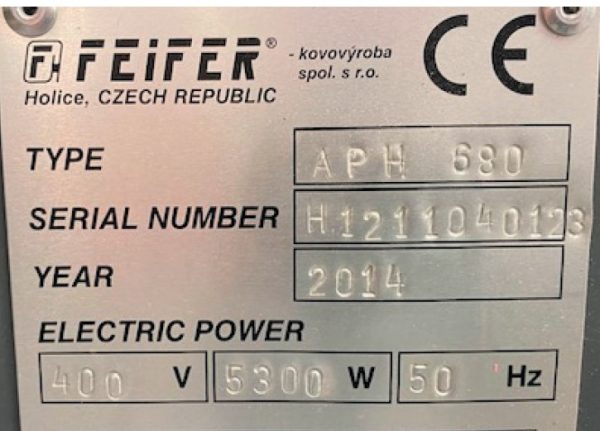 FEiFER® - kovovýroba
spol. s r.o.
Holice, CZECH REPUBLIC
CE
TYPE APH 680
SERIAL NUMBER H1211040123
YEAR 2014
ELECTRIC POWER
400 V 5300 W 50 Hz